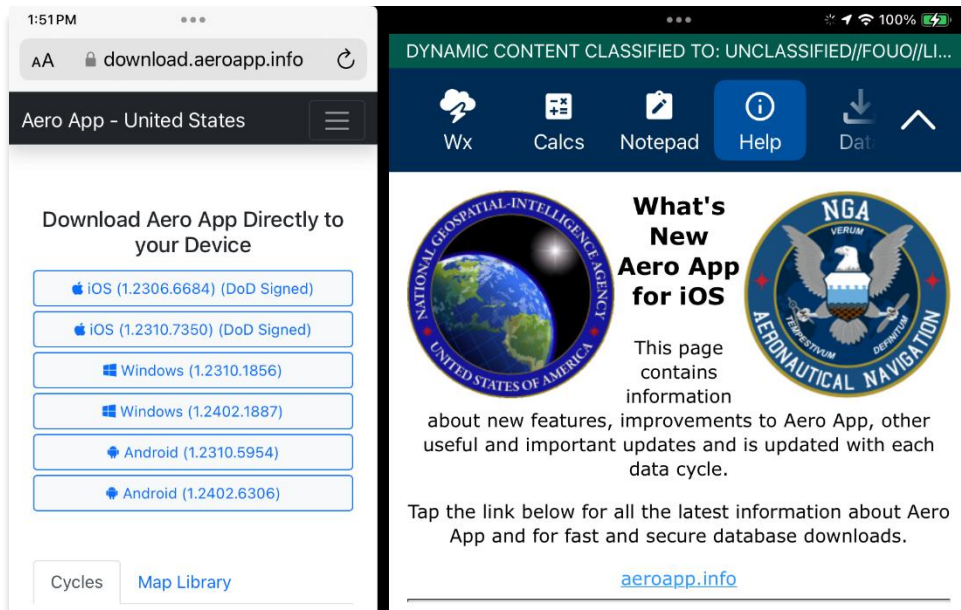 1:51 PM
AA download.aeroapp.info
Aero App - United States
Download Aero App Directly to
your Device
iOS (1.2306.6684) (DoD Signed)
iOS (1.2310.7350) (DoD Signed)
Windows (1.2310.1856)
Windows (1.2402.1887)
Android (1.2310.5954)
Android (1.2402.6306)
Cycles Map Library
100%
DYNAMIC CONTENT CLASSIFIED TO: UNCLASSIFIED//FOUO//LI...
Wx Calcs Notepad Help Dat
NATIONAL GEOSPATIAL-INTELLIGENCE AGENCY
UNITED STATES OF AMERICA
What's
New
Aero App
for iOS
NGA
VERUM
TEMPESTIVUM
DEFINITUM
AERONAUTICAL NAVIGATION
This page
contains
information
about new features, improvements to Aero App, other
useful and important updates and is updated with each
data cycle.
Tap the link below for all the latest information about Aero
App and for fast and secure database downloads.
aeroapp.info